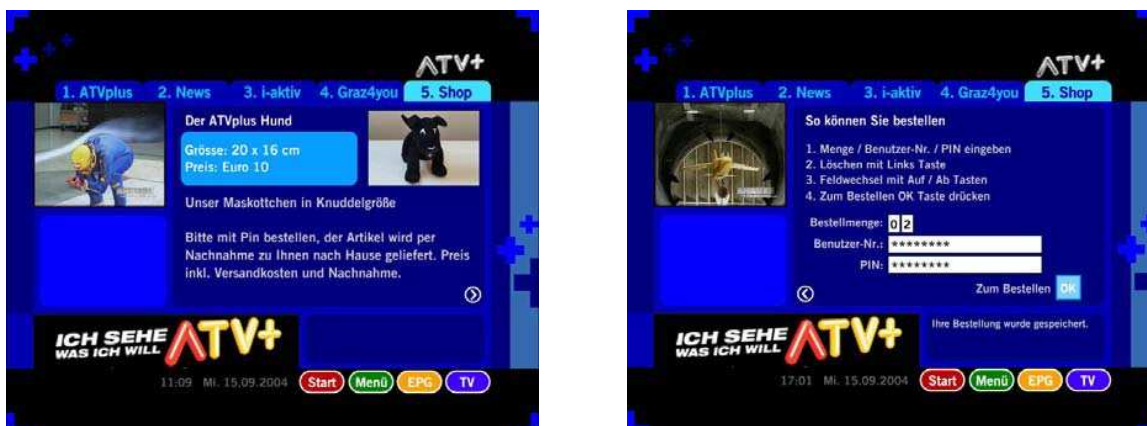 ATV+
1. ATVplus 2. News 3. i-aktiv 4. Graz4you 5. Shop
Der ATVplus Hund
Grösse: 20 x 16 cm
Preis: Euro 10
Unser Maskottchen in Knuddelgröße
Bitte mit Pin bestellen, der Artikel wird per
Nachnahme zu Ihnen nach Hause geliefert. Preis
inkl. Versandkosten und Nachnahme.
ICH SEHE
WAS ICH WILL
ATV+
11:09 Mi. 15.09.2004 Start Menü EPG TV
ATV+
1. ATVplus 2. News 3. i-aktiv 4. Graz4you 5. Shop
So können Sie bestellen
1. Menge / Benutzer-Nr. / PIN eingeben
2. Löschen mit Links Taste
3. Feldwechsel mit Auf / Ab Tasten
4. Zum Bestellen OK Taste drücken
Bestellmenge: 02
Benutzer-Nr.: ********
PIN: ********
Zum Bestellen OK
Ihre Bestellung wurde gespeichert.
ICH SEHE
WAS ICH WILL
ATV+
17:01 Mi. 15.09.2004 Start Menü EPG TV